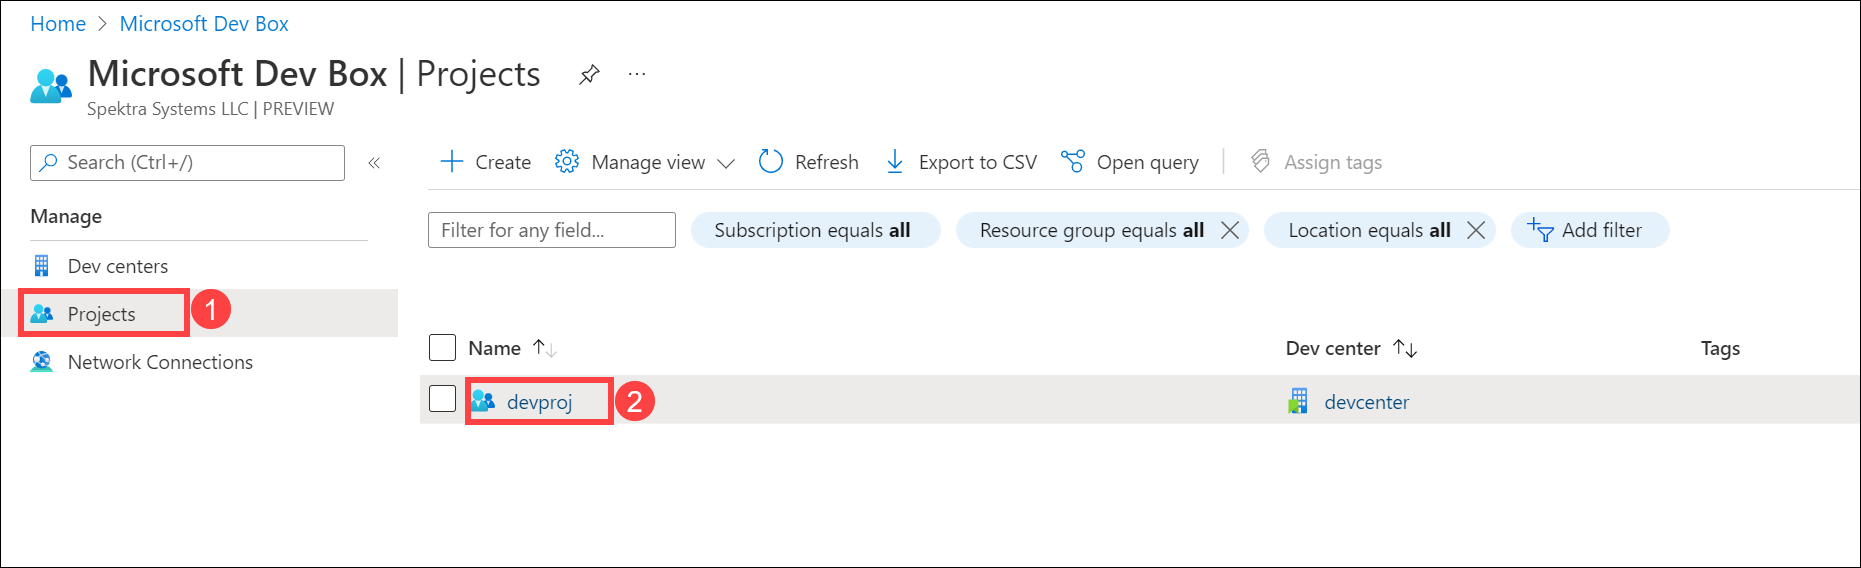 Home > Microsoft Dev Box
Microsoft Dev Box | Projects ...
Spektra Systems LLC | PREVIEW
Search (Ctrl+/) «
Create Manage view Refresh Export to CSV Open query Assign tags
Manage
Filter for any field... Subscription equals all Resource group equals all Location equals all Add filter
Dev centers
Projects 1
Network Connections
Name Dev center Tags
devproj 2 devcenter